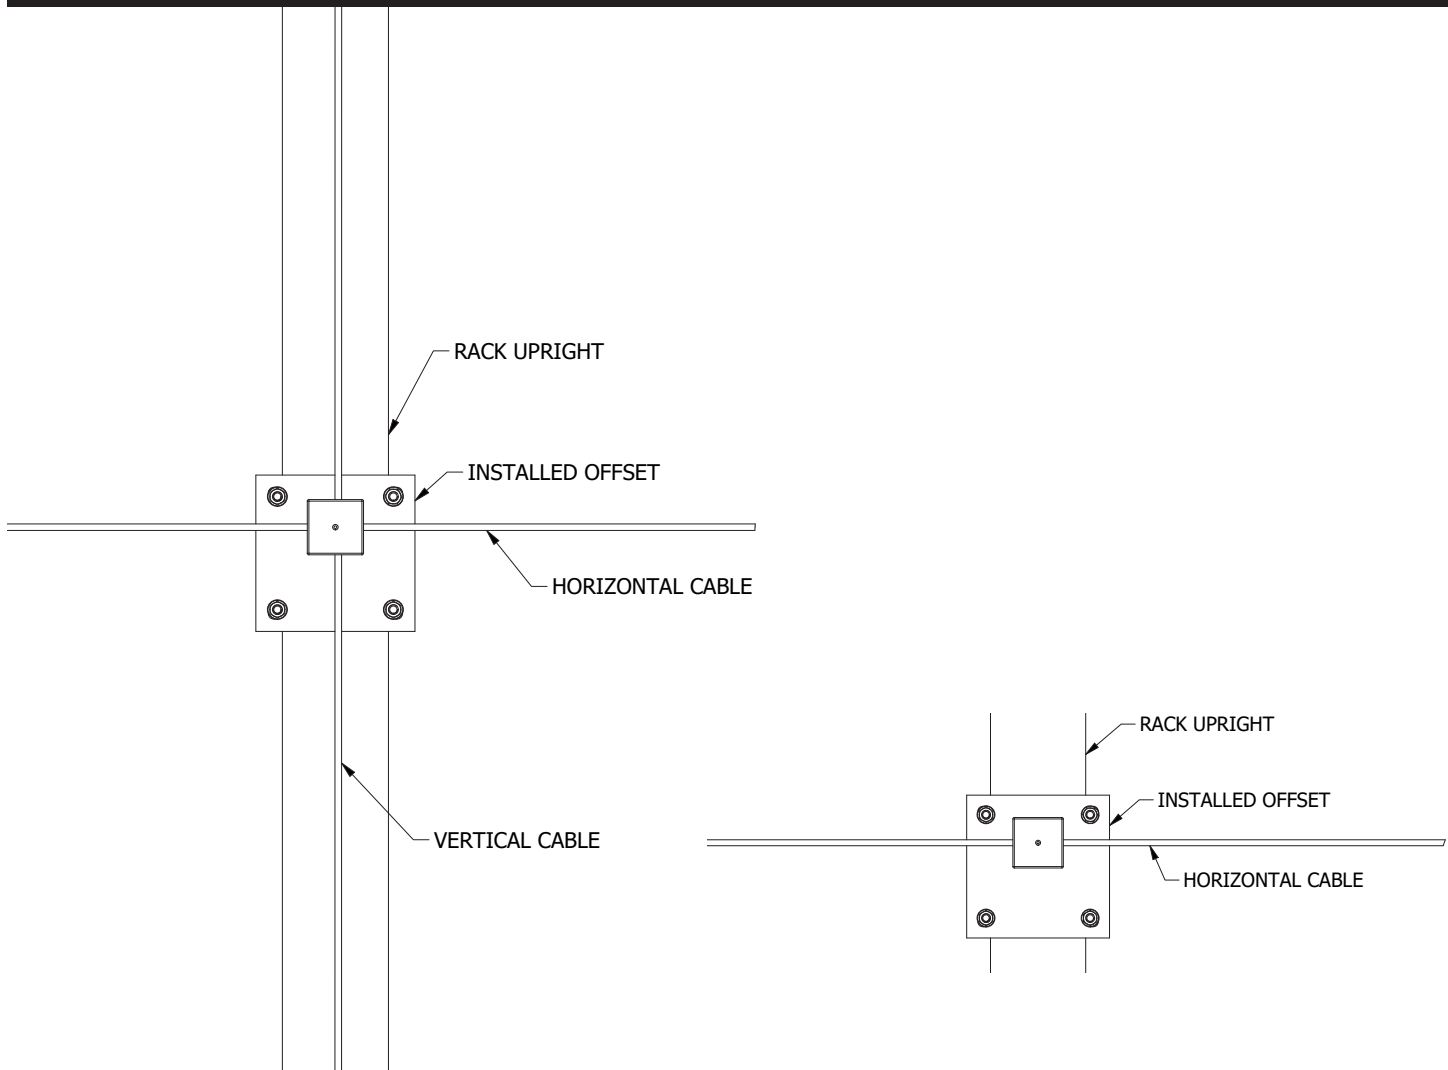 RACK UPRIGHT
INSTALLED OFFSET
HORIZONTAL CABLE
VERTICAL CABLE
RACK UPRIGHT
INSTALLED OFFSET
HORIZONTAL CABLE